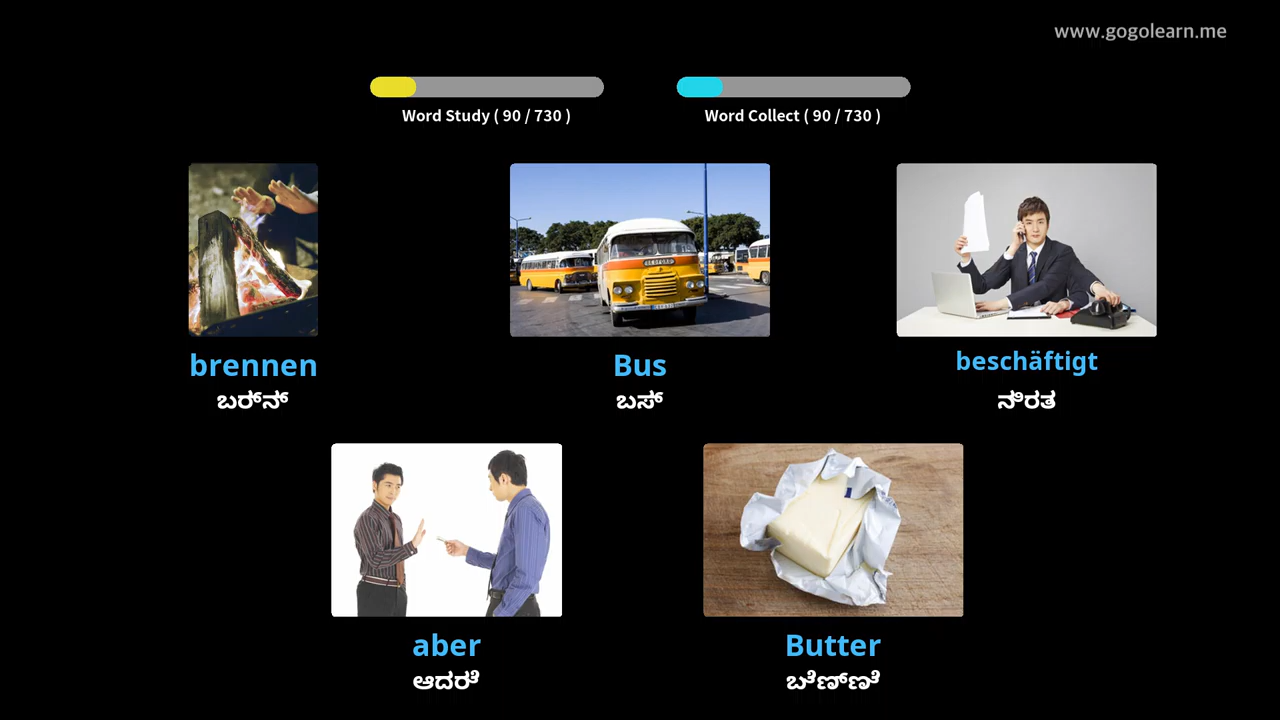 www.gogolearn.me
Word Study ( 90 / 730 )
Word Collect ( 90 / 730 )
brennen
ಬರ್ನ್
Bus
ಬಸ್
beschäftigt
ನಿರತ
aber
ಆದರೆ
Butter
ಬೆಣ್ಣೆ